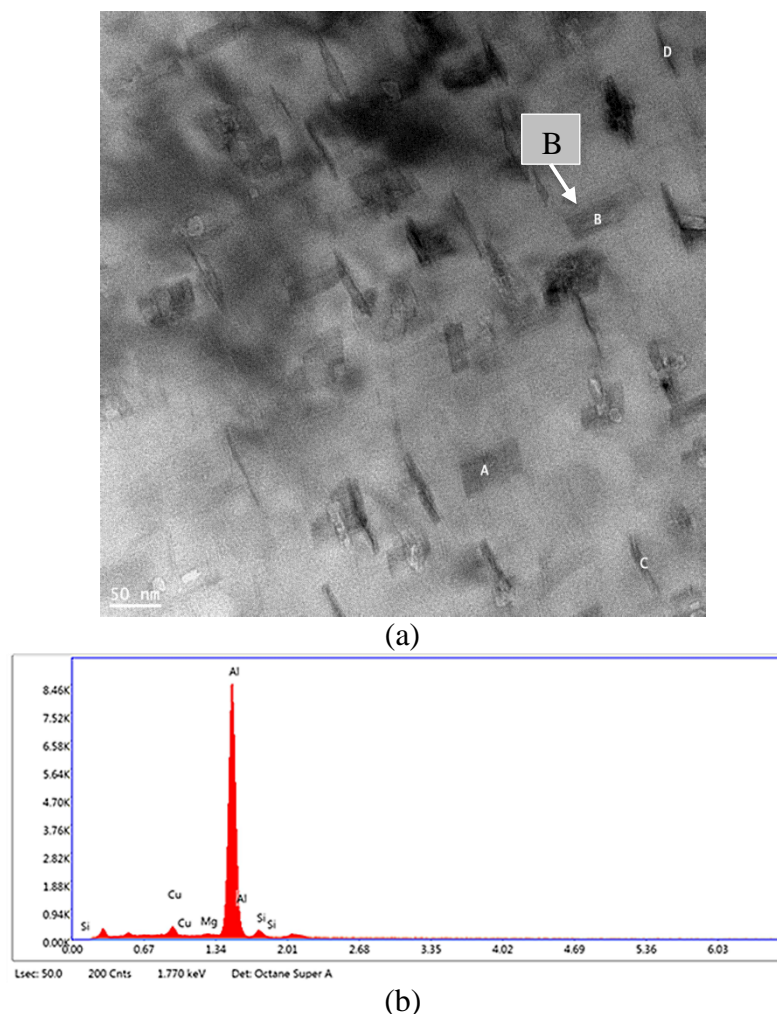 D
B
B
A
C
50 nm
(a)
8.46K
7.52K
6.58K
5.64K
4.70K
3.76K
2.82K
1.88K
0.94K
0.00K
Al
Cu
Si
Cu
Mg
Al
Si
Si
0.00 0.67 1.34 2.01 2.68 3.35 4.02 4.69 5.36 6.03
Lsec: 50.0 200 Cnts 1.770 keV Det: Octane Super A
(b)